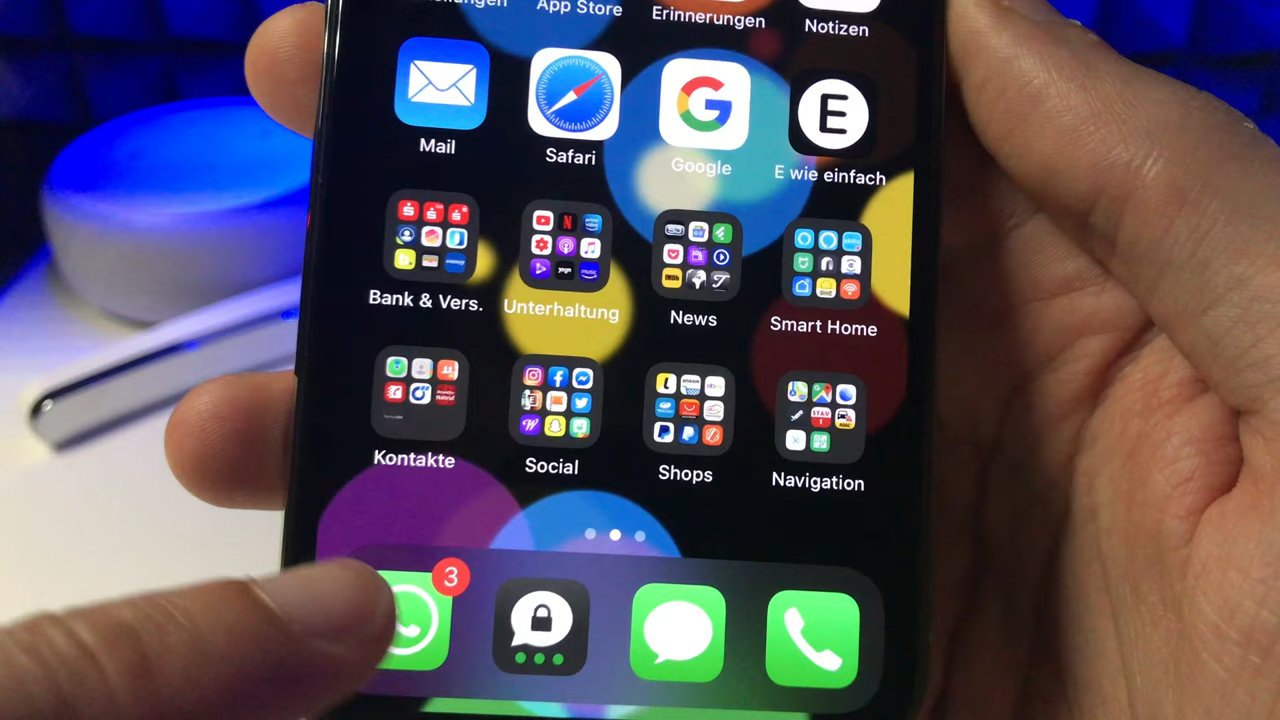 App Store
Erinnerungen
Notizen
Mail
Safari
Google
E wie einfach
Bank & Vers.
Unterhaltung
News
Smart Home
Kontakte
Social
Shops
Navigation
3